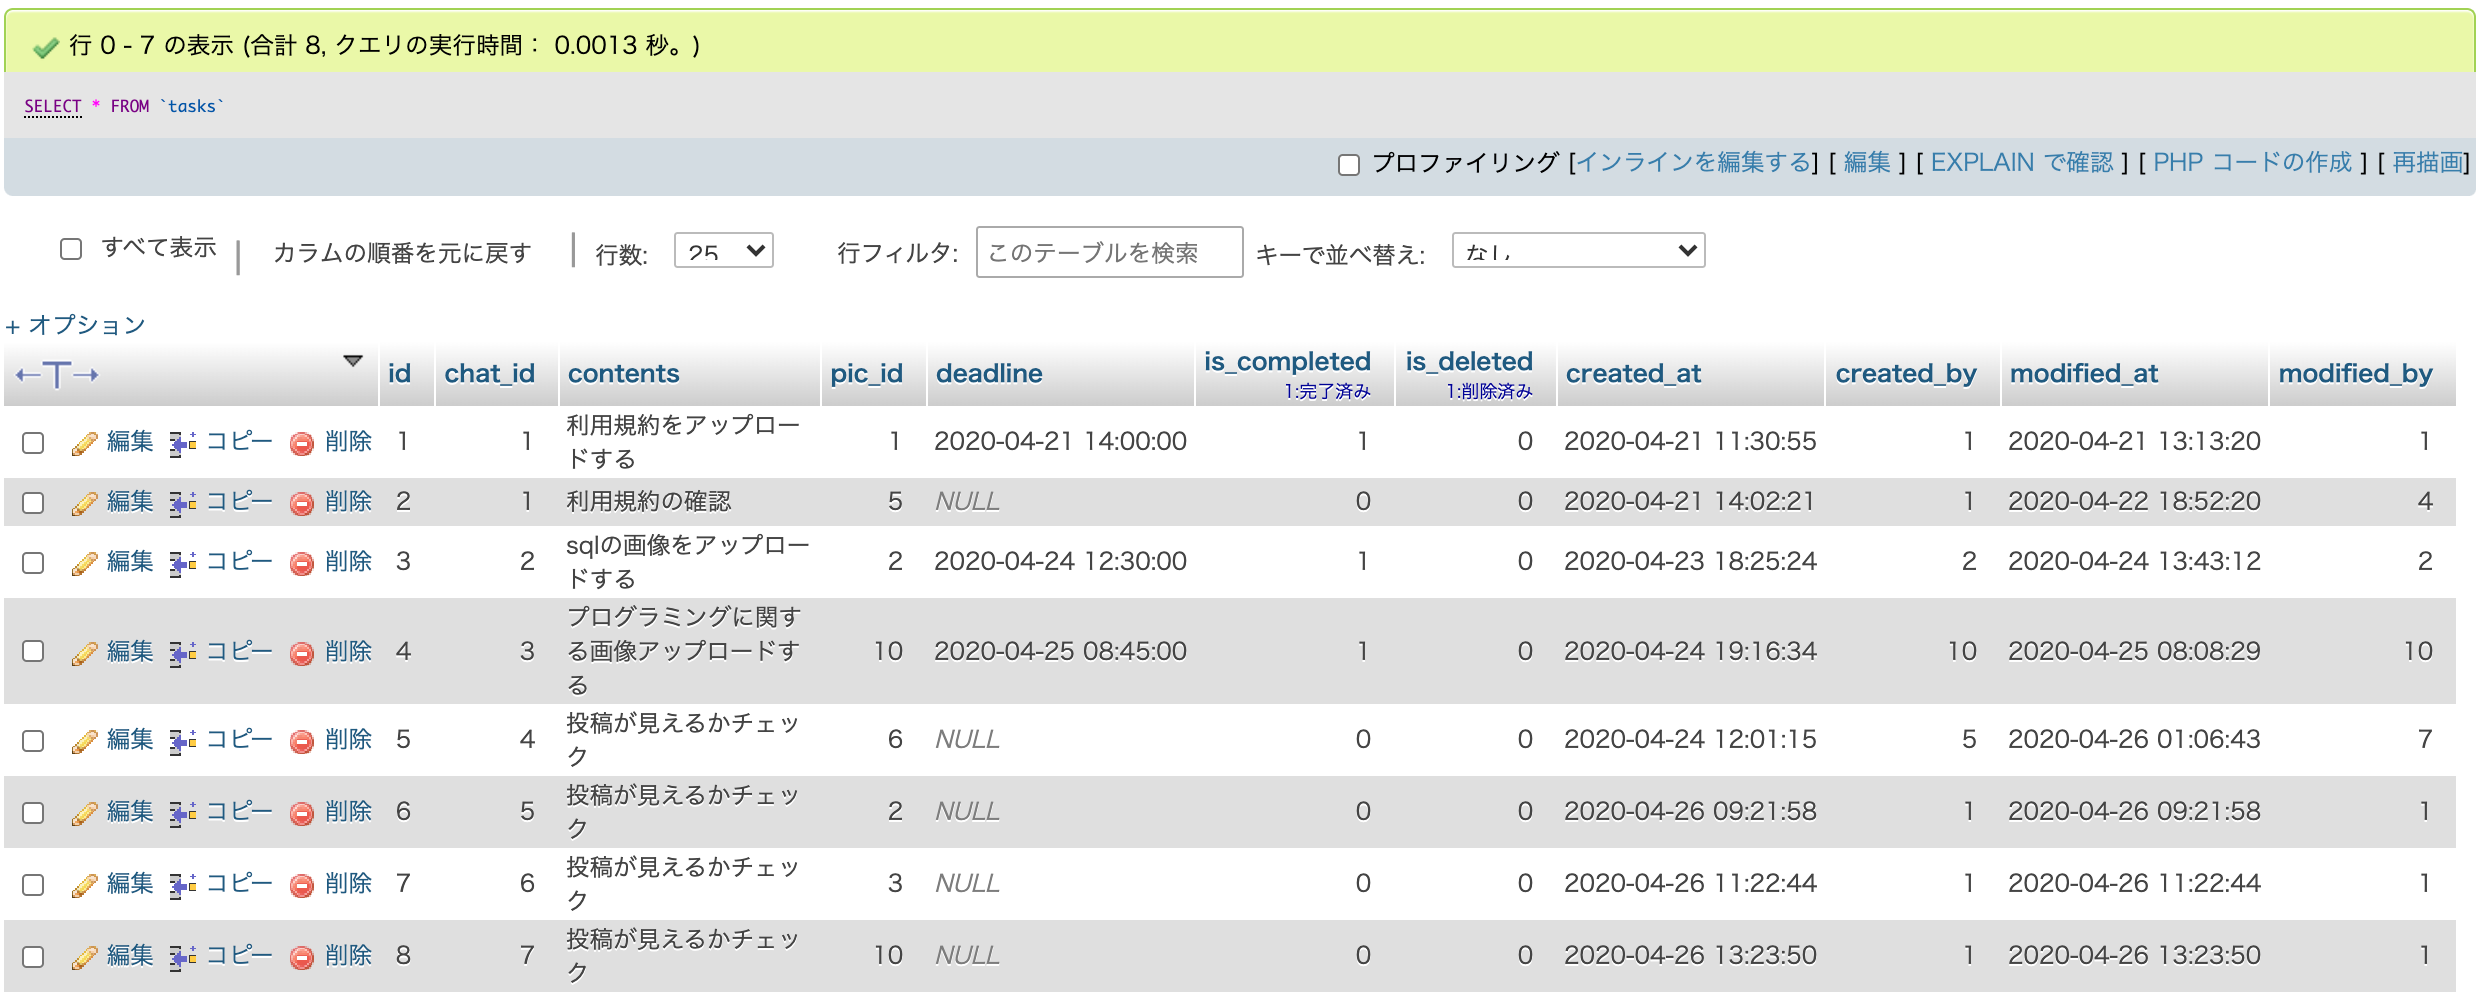 行 0 - 7 の表示 (合計 8, クエリの実行時間： 0.0013 秒。)
SELECT * FROM `tasks`
プロファイリング [インラインを編集する] [ 編集 ] [ EXPLAIN で確認 ] [ PHP コードの作成 ] [ 再描画]
すべて表示 | カラムの順番を元に戻す | 行数: 25 行フィルタ: このテーブルを検索 キーで並べ替え: なし
+ オプション
←T→ id chat_id contents pic_id deadline is_completed 1:完了済み is_deleted 1:削除済み created_at created_by modified_at modified_by
編集 コピー 削除 1 1 利用規約をアップロー
ドする 1 2020-04-21 14:00:00 1 0 2020-04-21 11:30:55 1 2020-04-21 13:13:20 1
編集 コピー 削除 2 1 利用規約の確認 5 NULL 0 0 2020-04-21 14:02:21 1 2020-04-22 18:52:20 4
編集 コピー 削除 3 2 sqlの画像をアップロー
ドする 2 2020-04-24 12:30:00 1 0 2020-04-23 18:25:24 2 2020-04-24 13:43:12 2
編集 コピー 削除 4 3 プログラミングに関す
る画像アップロードす
る 10 2020-04-25 08:45:00 1 0 2020-04-24 19:16:34 10 2020-04-25 08:08:29 10
編集 コピー 削除 5 4 投稿が見えるかチェッ
ク 6 NULL 0 0 2020-04-24 12:01:15 5 2020-04-26 01:06:43 7
編集 コピー 削除 6 5 投稿が見えるかチェッ
ク 2 NULL 0 0 2020-04-26 09:21:58 1 2020-04-26 09:21:58 1
編集 コピー 削除 7 6 投稿が見えるかチェッ
ク 3 NULL 0 0 2020-04-26 11:22:44 1 2020-04-26 11:22:44 1
編集 コピー 削除 8 7 投稿が見えるかチェッ
ク 10 NULL 0 0 2020-04-26 13:23:50 1 2020-04-26 13:23:50 1